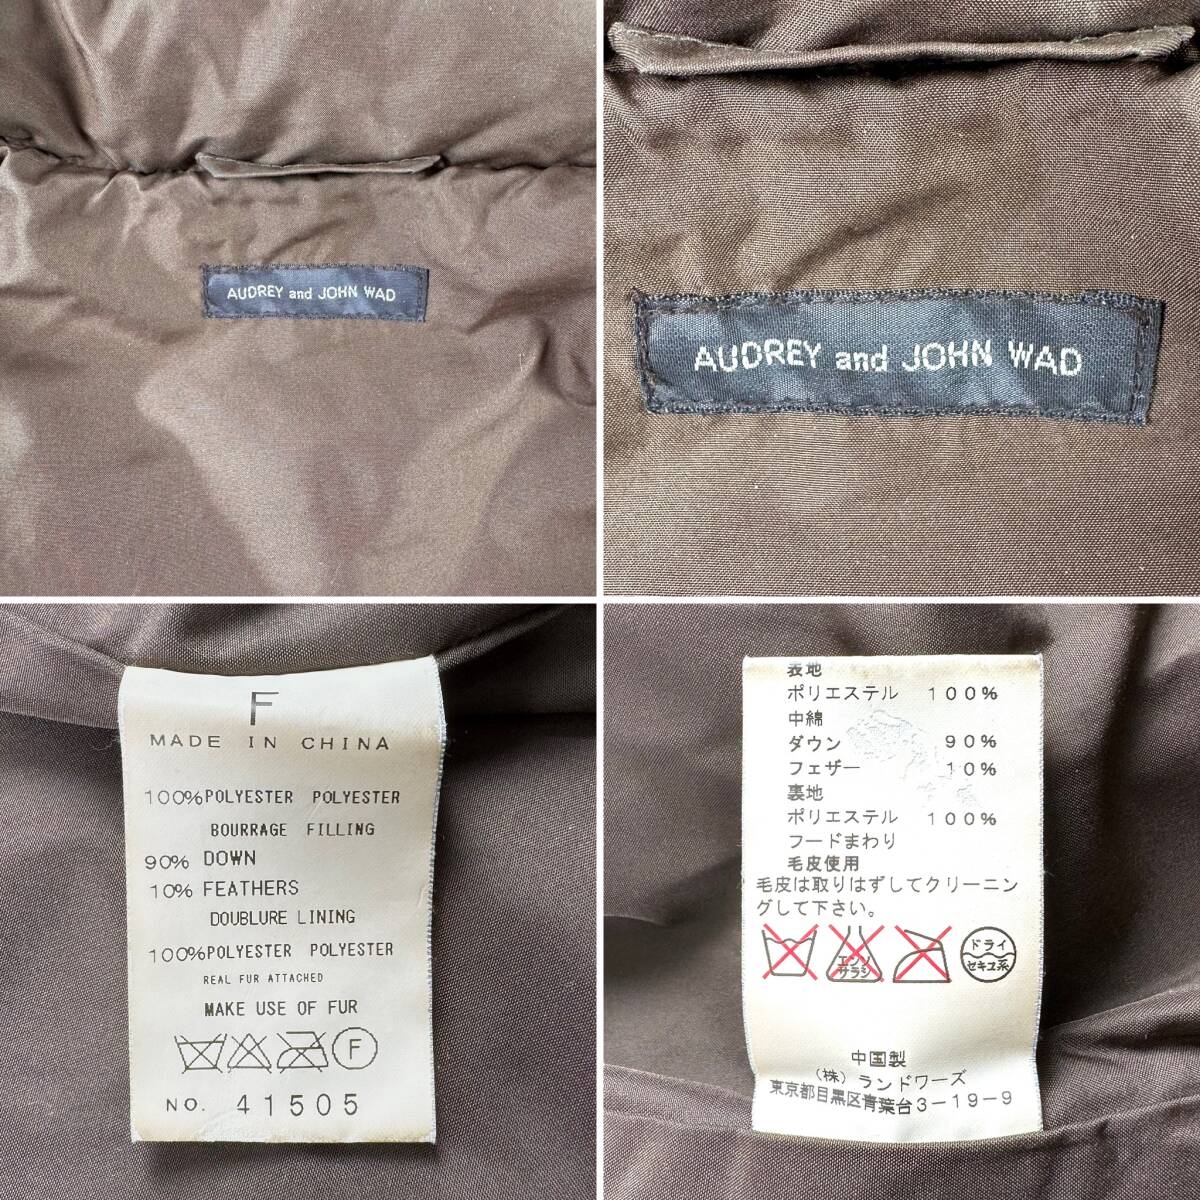 AUDREY and JOHN WAD
AUDREY and JOHN WAD
F
MADE IN CHINA
100%POLYESTER POLYESTER
BOURRAGE FILLING
90% DOWN
10% FEATHERS
DOUBLURE LINING
100%POLYESTER POLYESTER
REAL FUR ATTACHED
MAKE USE OF FUR
F
NO. 41505
表地
ポリエステル 100%
中綿
ダウン 90%
フェザー 10%
裏地
ポリエステル 100%
フードまわり
毛皮使用
毛皮は取りはずしてクリーニン
グして下さい。
エンソ
サラシ
ドライ
セキユ系
中国製
(株)ランドワーズ
東京都目黒区青葉台3-19-9